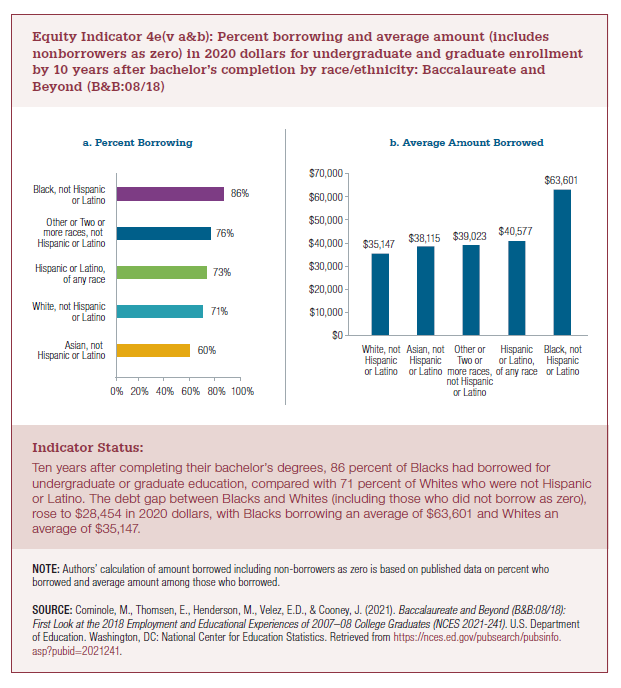 Equity Indicator 4e(v a&b): Percent borrowing and average amount (includes
nonborrowers as zero) in 2020 dollars for undergraduate and graduate enrollment
by 10 years after bachelor's completion by race/ethnicity: Baccalaureate and
Beyond (B&B:08/18)
a. Percent Borrowing
Black, not Hispanic
or Latino
86%
Other or Two or
more races, not
Hispanic or Latino
76%
Hispanic or Latino,
of any race
73%
White, not Hispanic
or Latino
71%
Asian, not
Hispanic or Latino
60%
0% 20% 40% 60% 80% 100%
b. Average Amount Borrowed
$70,000
$60,000
$50,000
$40,000
$30,000
$20,000
$10,000
$0
$35,147
$38,115
$39,023
$40,577
$63,601
White, not
Hispanic
or Latino
Asian, not
Hispanic
or Latino
Other or
Two or
more races,
not Hispanic
or Latino
Hispanic
or Latino,
of any race
Black, not
Hispanic
or Latino
Indicator Status:
Ten years after completing their bachelor's degrees, 86 percent of Blacks had borrowed for
undergraduate or graduate education, compared with 71 percent of Whites who were not Hispanic
or Latino. The debt gap between Blacks and Whites (including those who did not borrow as zero),
rose to $28,454 in 2020 dollars, with Blacks borrowing an average of $63,601 and Whites an
average of $35,147.
NOTE: Authors' calculation of amount borrowed including non-borrowers as zero is based on published data on percent who
borrowed and average amount among those who borrowed.
SOURCE: Cominole, M., Thomsen, E., Henderson, M., Velez, E.D., & Cooney, J. (2021). Baccalaureate and Beyond (B&B:08/18):
First Look at the 2018 Employment and Educational Experiences of 2007–08 College Graduates (NCES 2021-241). U.S. Department
of Education. Washington, DC: National Center for Education Statistics. Retrieved from https://nces.ed.gov/pubsearch/pubsinfo.
asp?pubid=2021241.